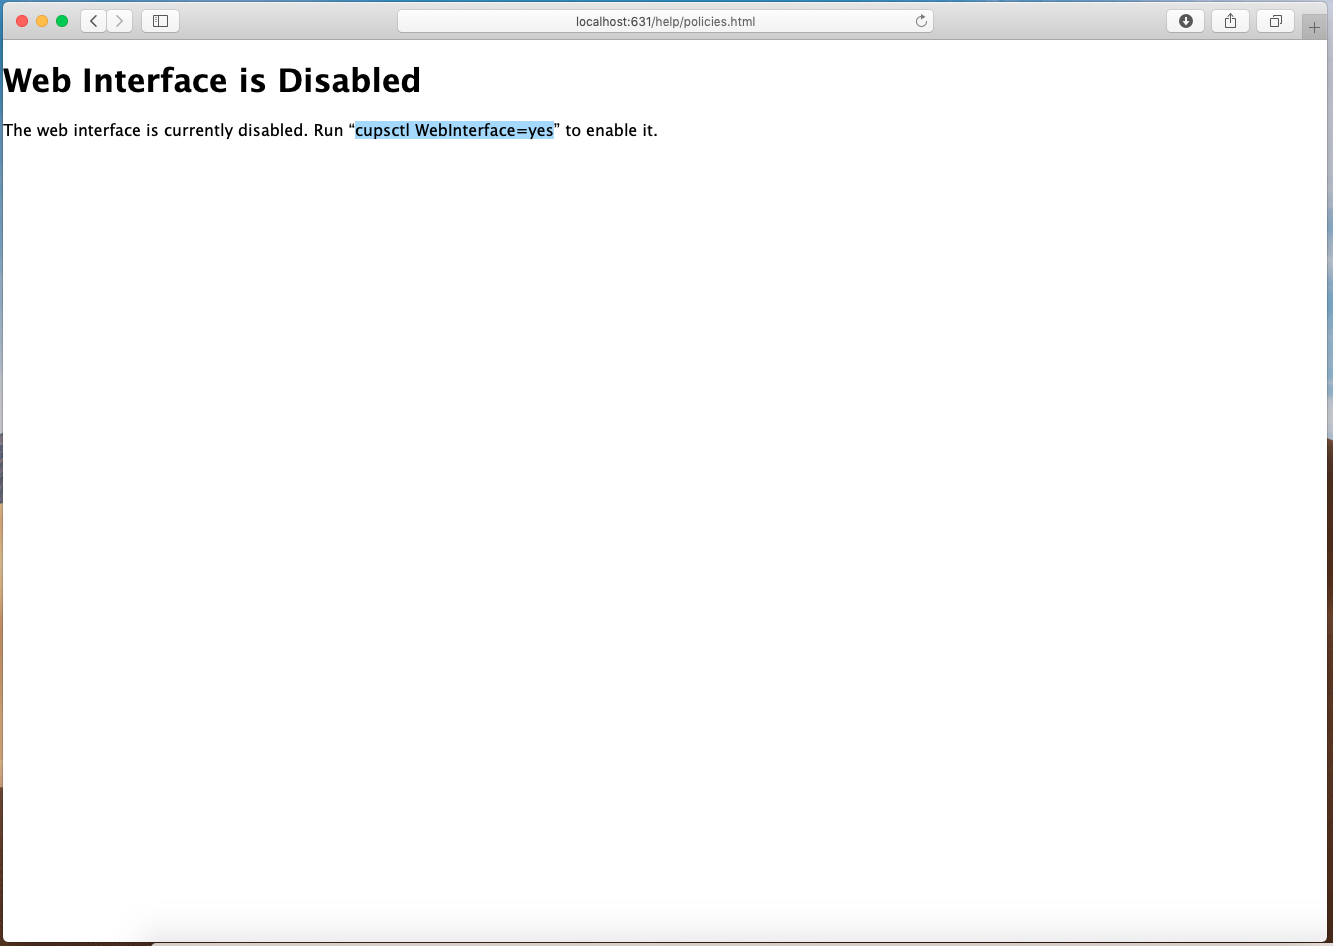 localhost:631/help/policies.html
Web Interface is Disabled
The web interface is currently disabled. Run “cupsctl WebInterface=yes” to enable it.